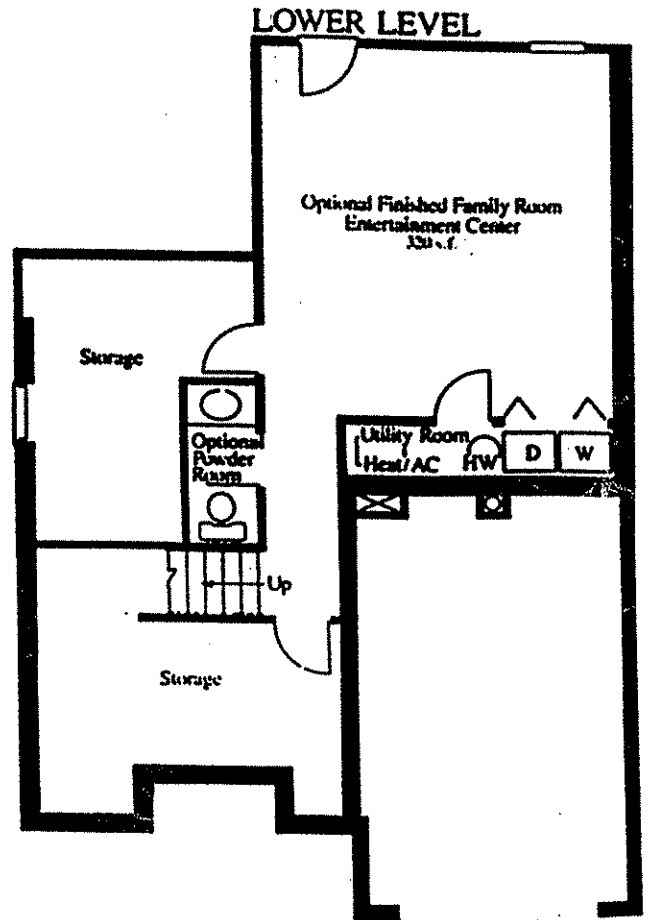 LOWER LEVEL
Optional Finished Family Room
Entertainment Center
320 s.f.
Storage
Optional
Powder
Room
Utility Room
Heat/AC
HW
D
W
Up
Storage